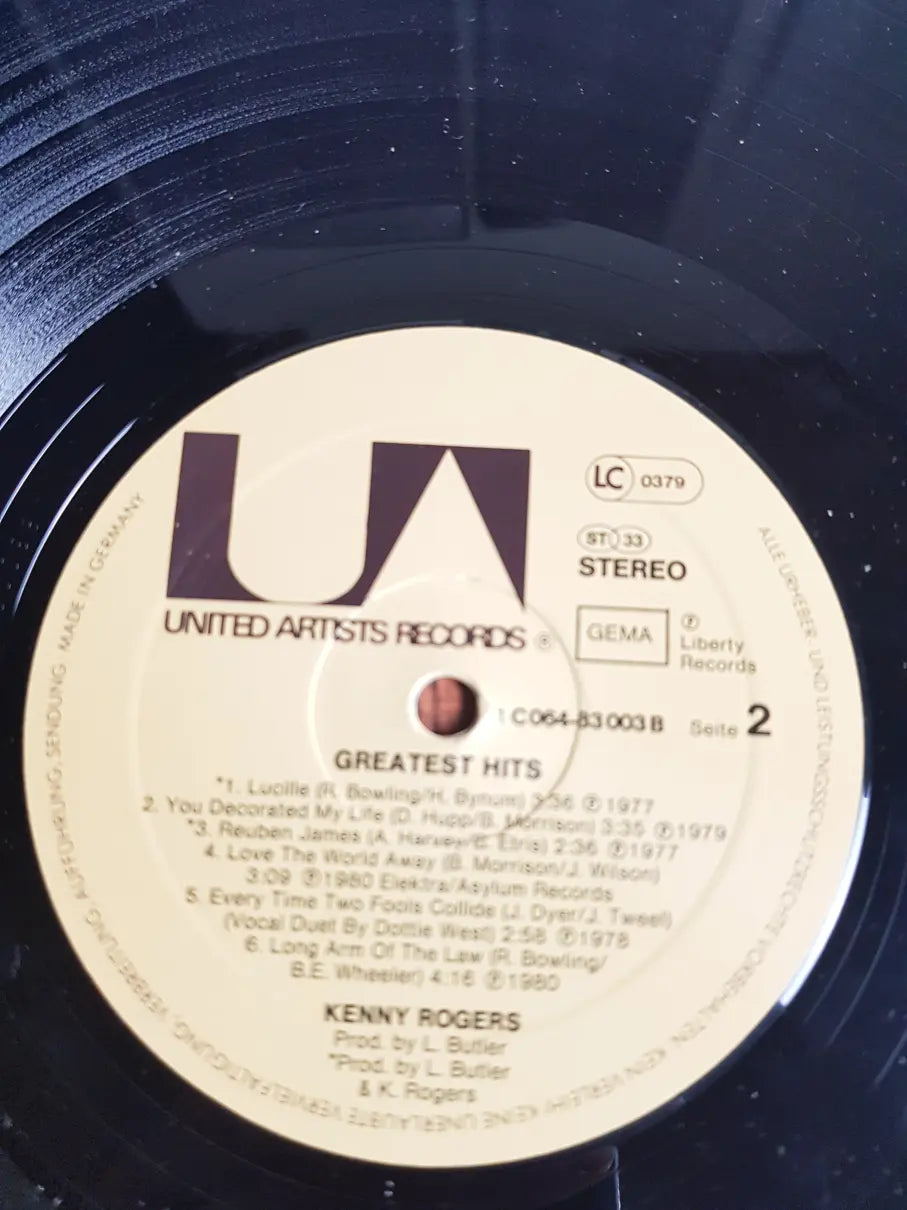 UA
LC 0379
ST 33
STEREO
UNITED ARTISTS RECORDS ®
GEMA
Ⓟ Liberty Records
1C 064-83 003 B Seite 2
GREATEST HITS
*1. Lucille (R. Bowling/H. Bynum) 3:36 Ⓟ 1977
2. You Decorated My Life (D. Hupp/B. Morrison) 3:35 Ⓟ 1979
*3. Reuben James (A. Harvey/B. Etris) 2:36 Ⓟ 1977
4. Love The World Away (B. Morrison/J. Wilson)
3:09 Ⓟ 1980 Elektra/Asylum Records
5. Every Time Two Fools Collide (J. Dyer/J. Tweel)
(Vocal Duet By Dottie West) 2:58 Ⓟ 1978
6. Long Arm Of The Law (R. Bowling/
B.E. Wheeler) 4:16 Ⓟ 1980
KENNY ROGERS
Prod. by L. Butler
*Prod. by L. Butler
& K. Rogers
ALLE URHEBER- UND LEISTUNGSSCHUTZRECHTE VORBEHALTEN. KEIN VERLEIH! KEINE UNERLAUBTE VERVIELFÄLTIGUNG, VERBREITUNG, AUFFÜHRUNG, SENDUNG. MADE IN GERMANY